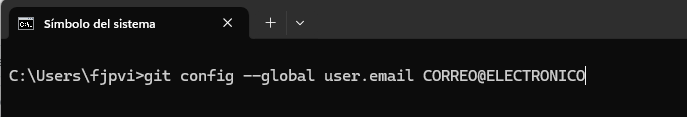 Símbolo del sistema
C:\Users\fjpvi>git config --global user.email CORREO@ELECTRONICO